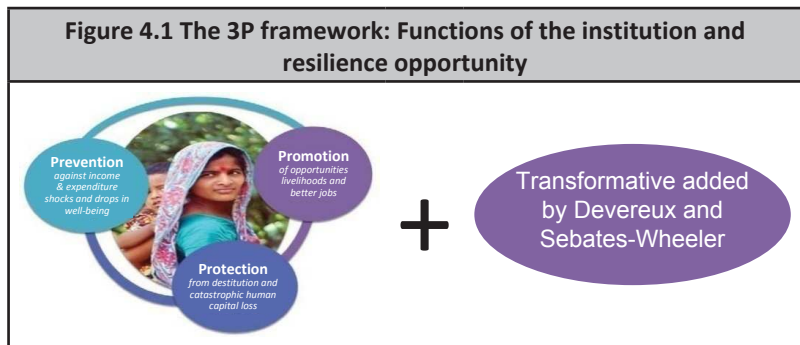 Figure 4.1 The 3P framework: Functions of the institution and
resilience opportunity
Prevention
against income
& expenditure
shocks and drops in
well-being
Promotion
of opportunities
livelihoods and
better jobs
Protection
from destitution and
catastrophic human
capital loss
+
Transformative added
by Devereux and
Sebates-Wheeler